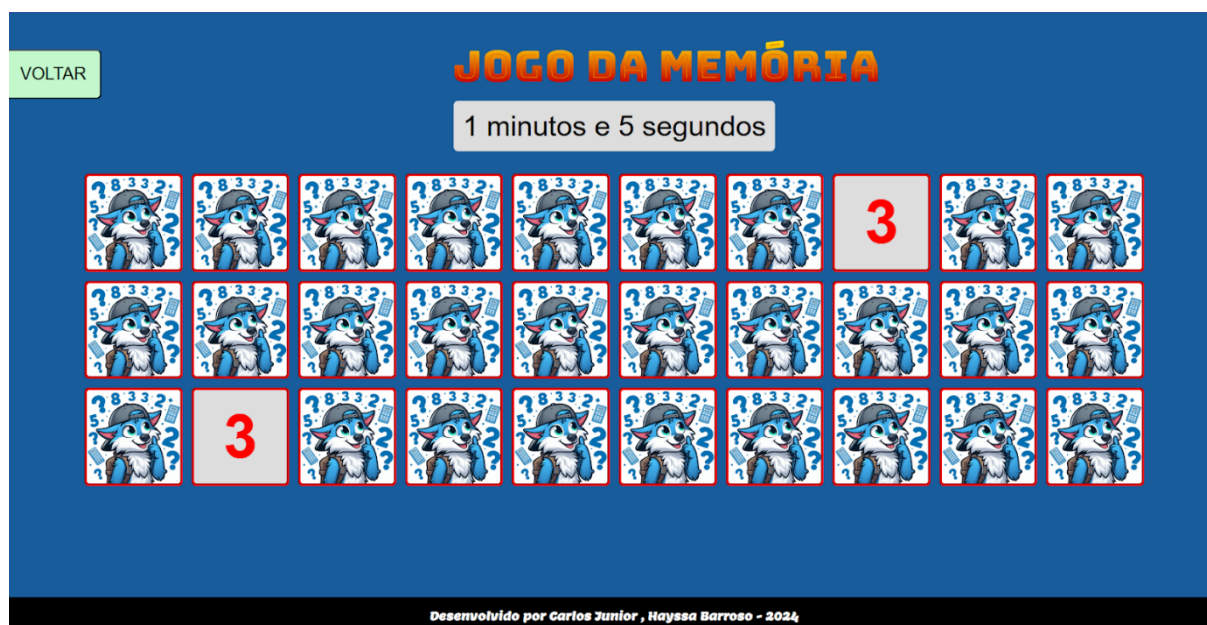 JOGO DA MEMÓRIA
VOLTAR
1 minutos e 5 segundos
3
3
Desenvolvido por Carlos Junior , Hayssa Barroso - 2024